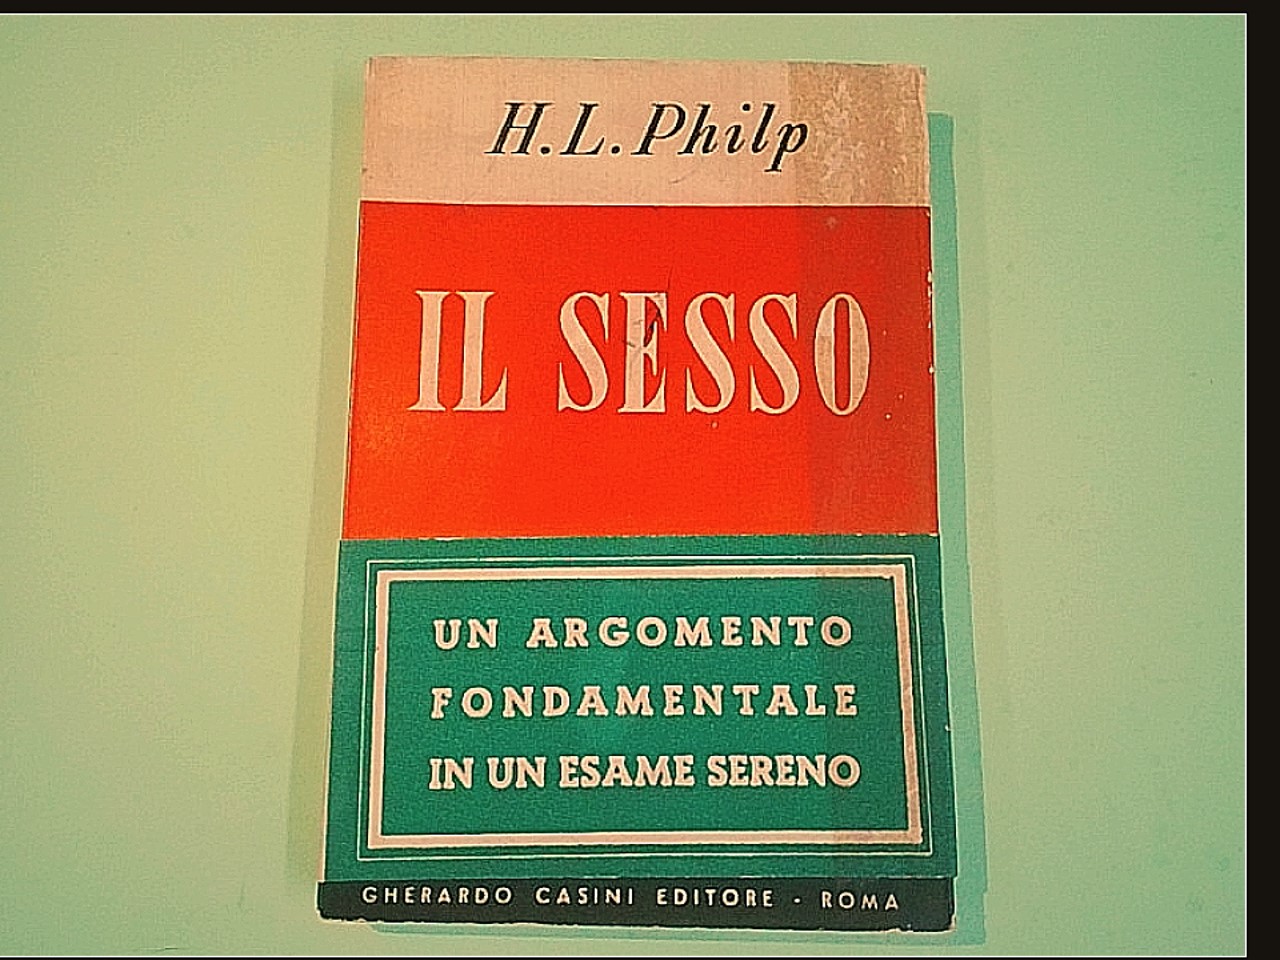 H. L. Philp
IL SESSO
UN ARGOMENTO
FONDAMENTALE
IN UN ESAME SERENO
GHERARDO CASINI EDITORE - ROMA